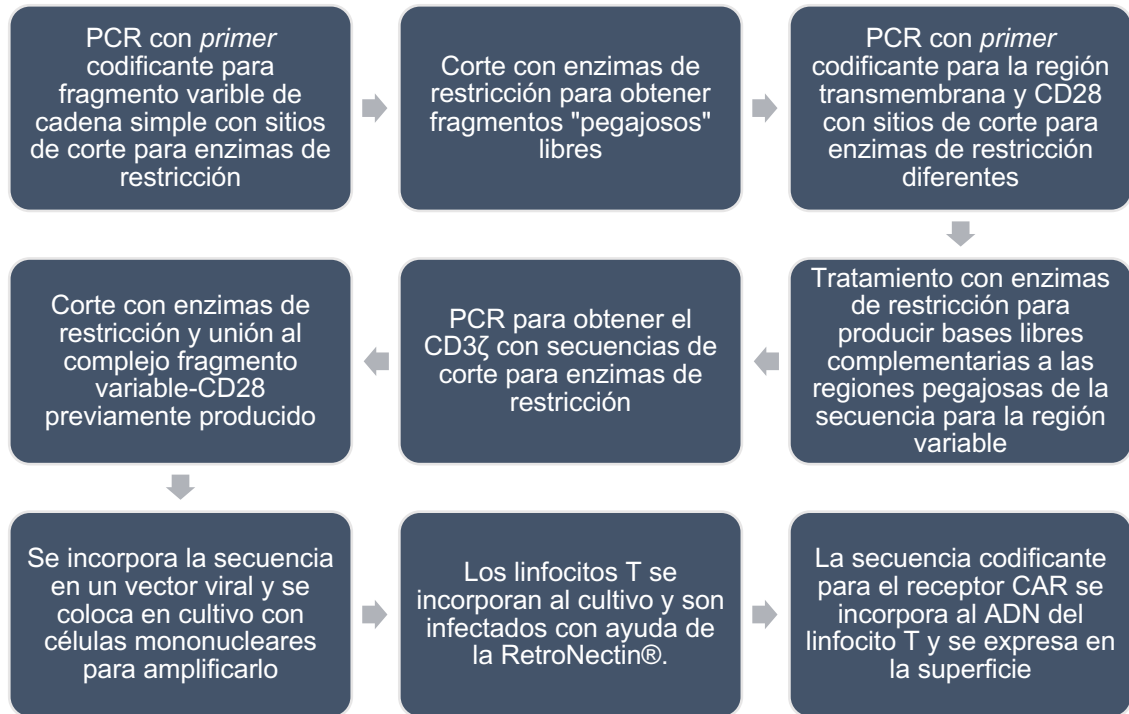 PCR con primer
codificante para
fragmento varible de
cadena simple con sitios
de corte para enzimas de
restricción
Corte con enzimas de
restricción para obtener
fragmentos "pegajosos"
libres
PCR con primer
codificante para la región
transmembrana y CD28
con sitios de corte para
enzimas de restricción
diferentes
Tratamiento con enzimas
de restricción para
producir bases libres
complementarias a las
regiones pegajosas de la
secuencia para la región
variable
PCR para obtener el
CD3ζ con secuencias de
corte para enzimas de
restricción
Corte con enzimas de
restricción y unión al
complejo fragmento
variable-CD28
previamente producido
Se incorpora la secuencia
en un vector viral y se
coloca en cultivo con
células mononucleares
para amplificarlo
Los linfocitos T se
incorporan al cultivo y son
infectados con ayuda de
la RetroNectin®.
La secuencia codificante
para el receptor CAR se
incorpora al ADN del
linfocito T y se expresa en
la superficie